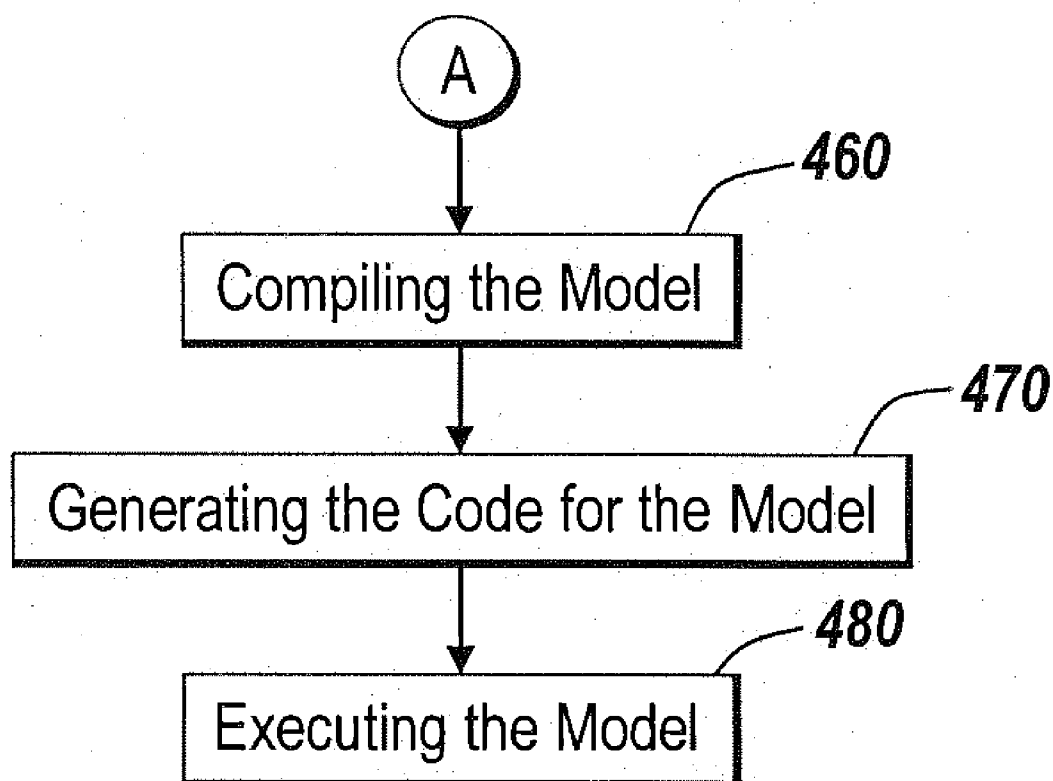 A
460
Compiling the Model
470
Generating the Code for the Model
480
Executing the Model